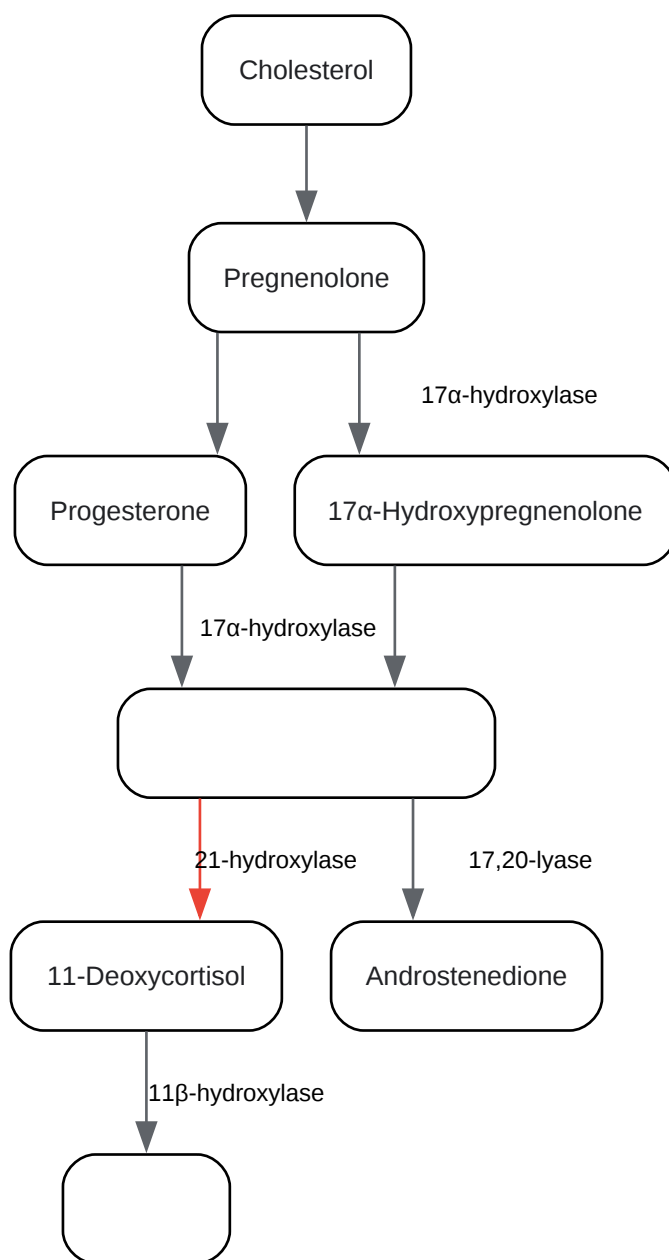 Cholesterol
Pregnenolone
17α-hydroxylase
Progesterone
17α-Hydroxypregnenolone
17α-hydroxylase
21-hydroxylase
17,20-lyase
11-Deoxycortisol
Androstenedione
11β-hydroxylase